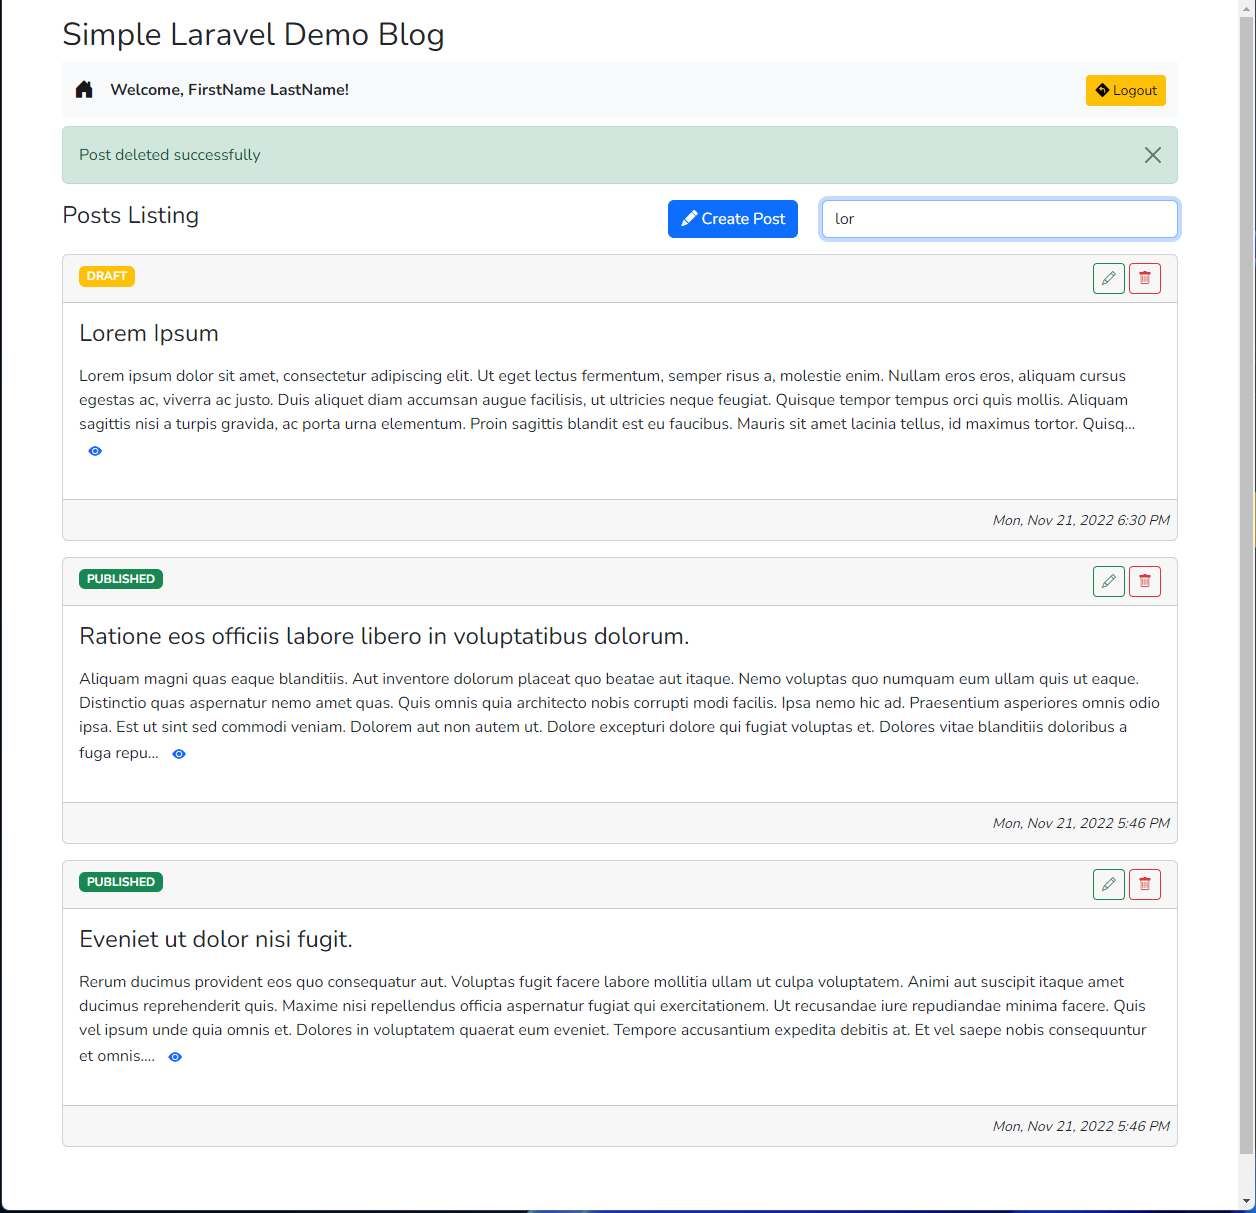 Simple Laravel Demo Blog
Welcome, FirstName LastName!
Logout
Post deleted successfully
Posts Listing
Create Post
lor
DRAFT
Lorem Ipsum
Lorem ipsum dolor sit amet, consectetur adipiscing elit. Ut eget lectus fermentum, semper risus a, molestie enim. Nullam eros eros, aliquam cursus
egestas ac, viverra ac justo. Duis aliquet diam accumsan augue facilisis, ut ultricies neque feugiat. Quisque tempor tempus orci quis mollis. Aliquam
sagittis nisi a turpis gravida, ac porta urna elementum. Proin sagittis blandit est eu faucibus. Mauris sit amet lacinia tellus, id maximus tortor. Quisq...
Mon, Nov 21, 2022 6:30 PM
PUBLISHED
Ratione eos officiis labore libero in voluptatibus dolorum.
Aliquam magni quas eaque blanditiis. Aut inventore dolorum placeat quo beatae aut itaque. Nemo voluptas quo numquam eum ullam quis ut eaque.
Distinctio quas aspernatur nemo amet quas. Quis omnis quia architecto nobis corrupti modi facilis. Ipsa nemo hic ad. Praesentium asperiores omnis odio
ipsa. Est ut sint sed commodi veniam. Dolorem aut non autem ut. Dolore excepturi dolore qui fugiat voluptas et. Dolores vitae blanditiis doloribus a
fuga repu...
Mon, Nov 21, 2022 5:46 PM
PUBLISHED
Eveniet ut dolor nisi fugit.
Rerum ducimus provident eos quo consequatur aut. Voluptas fugit facere labore mollitia ullam ut culpa voluptatem. Animi aut suscipit itaque amet
ducimus reprehenderit quis. Maxime nisi repellendus officia aspernatur fugiat qui exercitationem. Ut recusandae iure repudiandae minima facere. Quis
vel ipsum unde quia omnis et. Dolores in voluptatem quaerat eum eveniet. Tempore accusantium expedita debitis at. Et vel saepe nobis consequuntur
et omnis....
Mon, Nov 21, 2022 5:46 PM